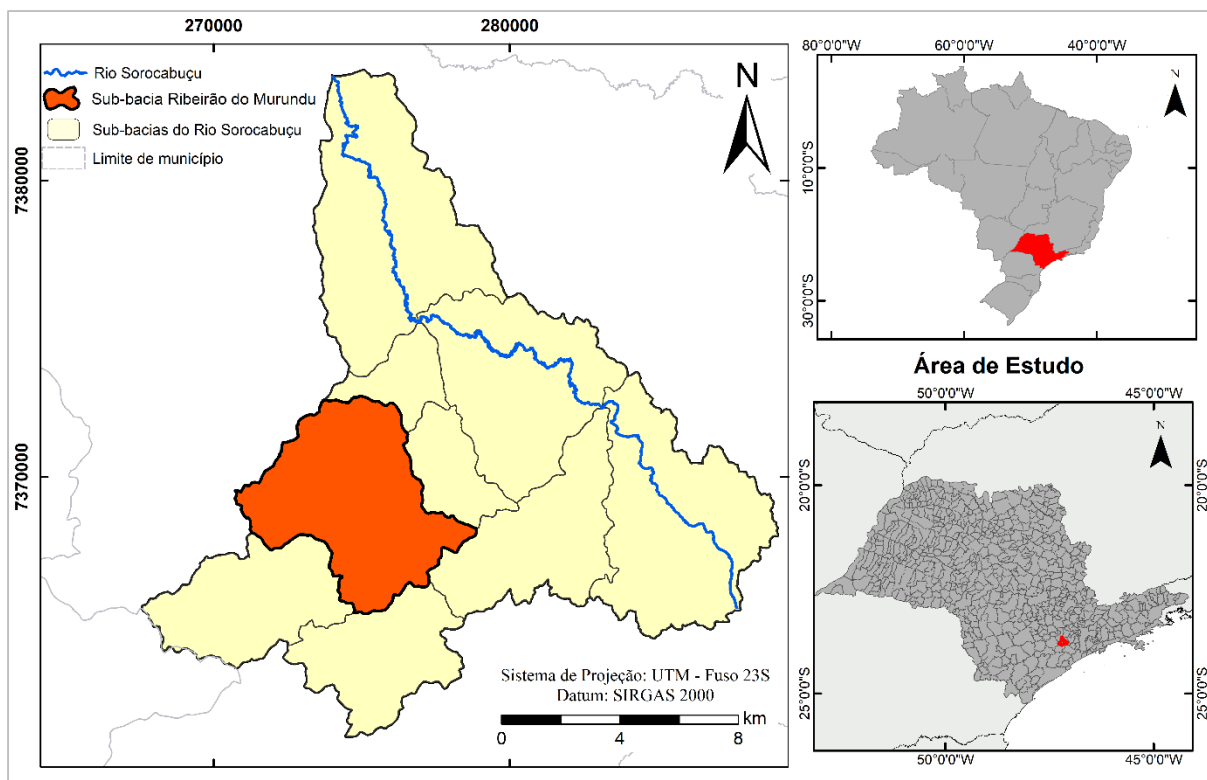 270000
280000
Rio Sorocabuçu
Sub-bacia Ribeirão do Murundu
Sub-bacias do Rio Sorocabuçu
Limite de município
N
7380000
7370000
Sistema de Projeção: UTM - Fuso 23S
Datum: SIRGAS 2000
km
0 4 8
80°0'0"W 60°0'0"W 40°0'0"W
N
10°0'0"S
10°0'0"S
30°0'0"S
30°0'0"S
Área de Estudo
50°0'0"W 45°0'0"W
N
20°0'0"S
20°0'0"S
25°0'0"S
25°0'0"S
50°0'0"W 45°0'0"W